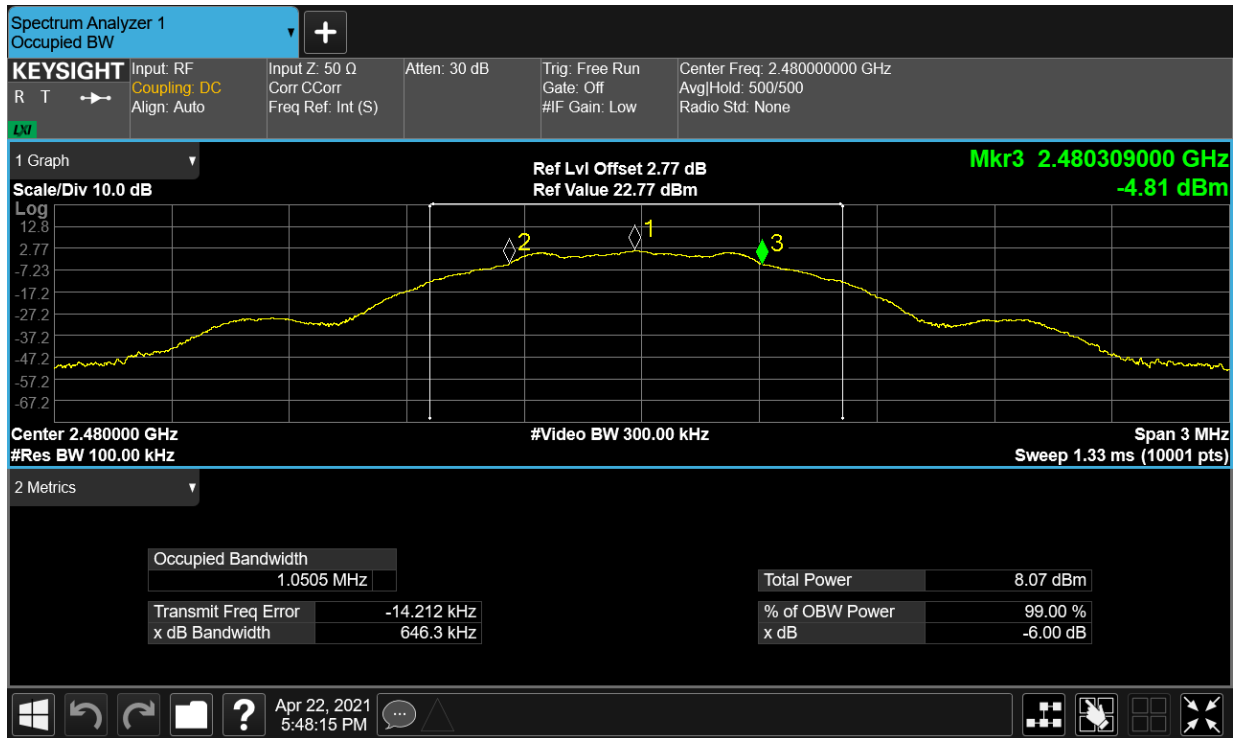 Spectrum Analyzer 1
Occupied BW
▼
+
KEYSIGHT
R T
LXI
Input: RF
Coupling: DC
Align: Auto
Input Z: 50 Ω
Corr CCorr
Freq Ref: Int (S)
Atten: 30 dB
Trig: Free Run
Gate: Off
#IF Gain: Low
Center Freq: 2.480000000 GHz
Avg|Hold: 500/500
Radio Std: None
1 Graph ▼
Scale/Div 10.0 dB
Ref Lvl Offset 2.77 dB
Ref Value 22.77 dBm
Mkr3 2.480309000 GHz
-4.81 dBm
Log
12.8
2.77
-7.23
-17.2
-27.2
-37.2
-47.2
-57.2
-67.2
2
1
3
Center 2.480000 GHz
#Video BW 300.00 kHz
Span 3 MHz
#Res BW 100.00 kHz
Sweep 1.33 ms (10001 pts)
2 Metrics ▼
Occupied Bandwidth
1.0505 MHz
Transmit Freq Error -14.212 kHz
x dB Bandwidth 646.3 kHz
Total Power 8.07 dBm
% of OBW Power 99.00 %
x dB -6.00 dB
?
Apr 22, 2021
5:48:15 PM